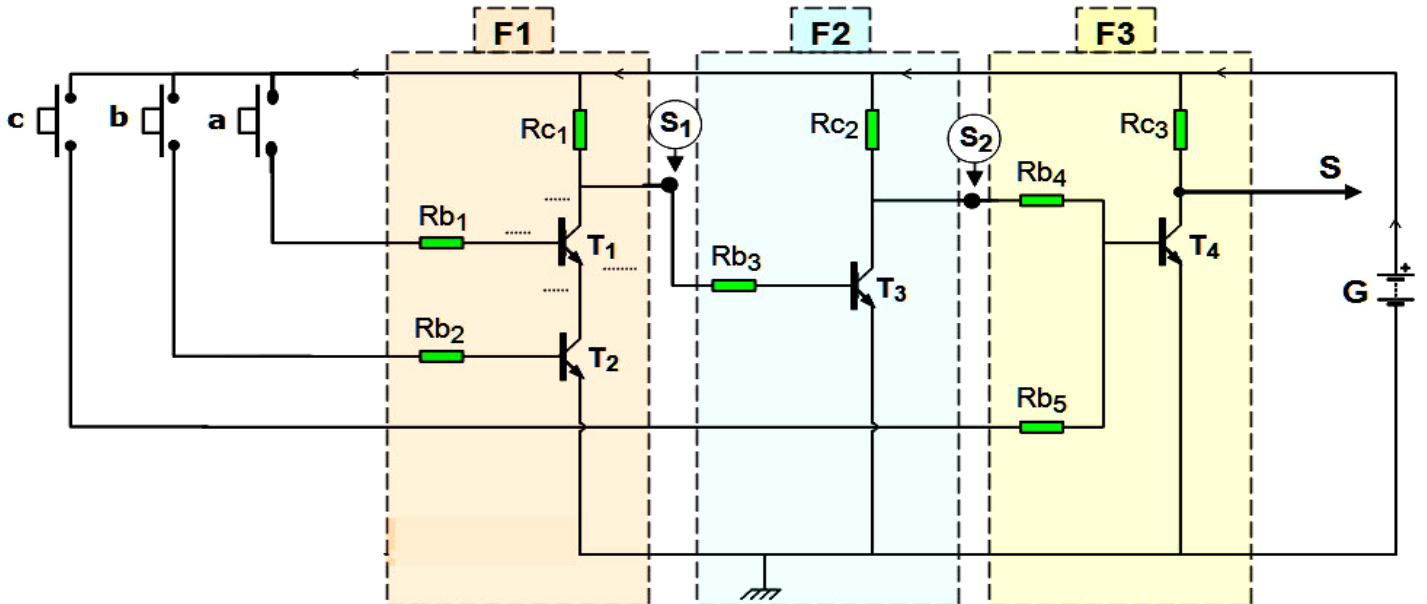 F1 F2 F3
c b a Rc1 S1 Rc2 S2 Rc3
Rb4 S
Rb1 ...... ......
T1 ........ T4
Rb3
...... T3 G + -
Rb2
T2
Rb5